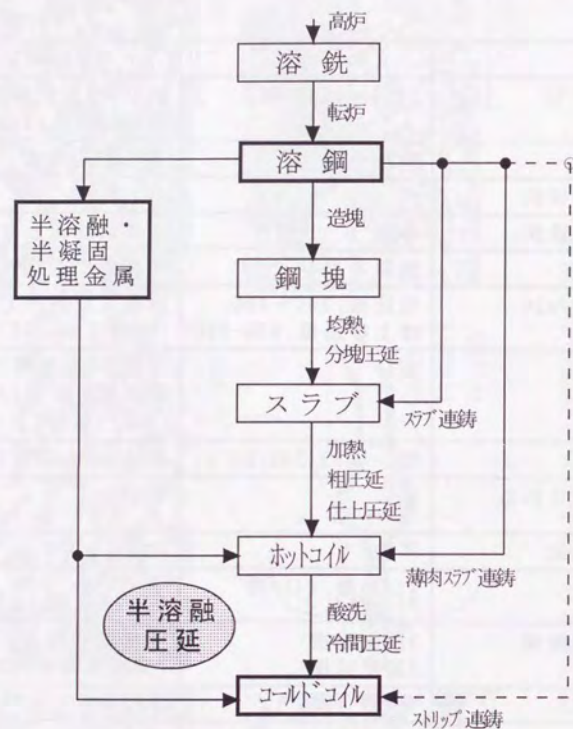 高炉
溶銑
転炉
溶鋼
半溶融・
半凝固
処理金属
造塊
鋼塊
均熱
分塊圧延
スラブ
スラブ連鋳
加熱
粗圧延
仕上圧延
ホットコイル
薄肉スラブ連鋳
半溶融
圧延
酸洗
冷間圧延
コールドコイル
ストリップ連鋳